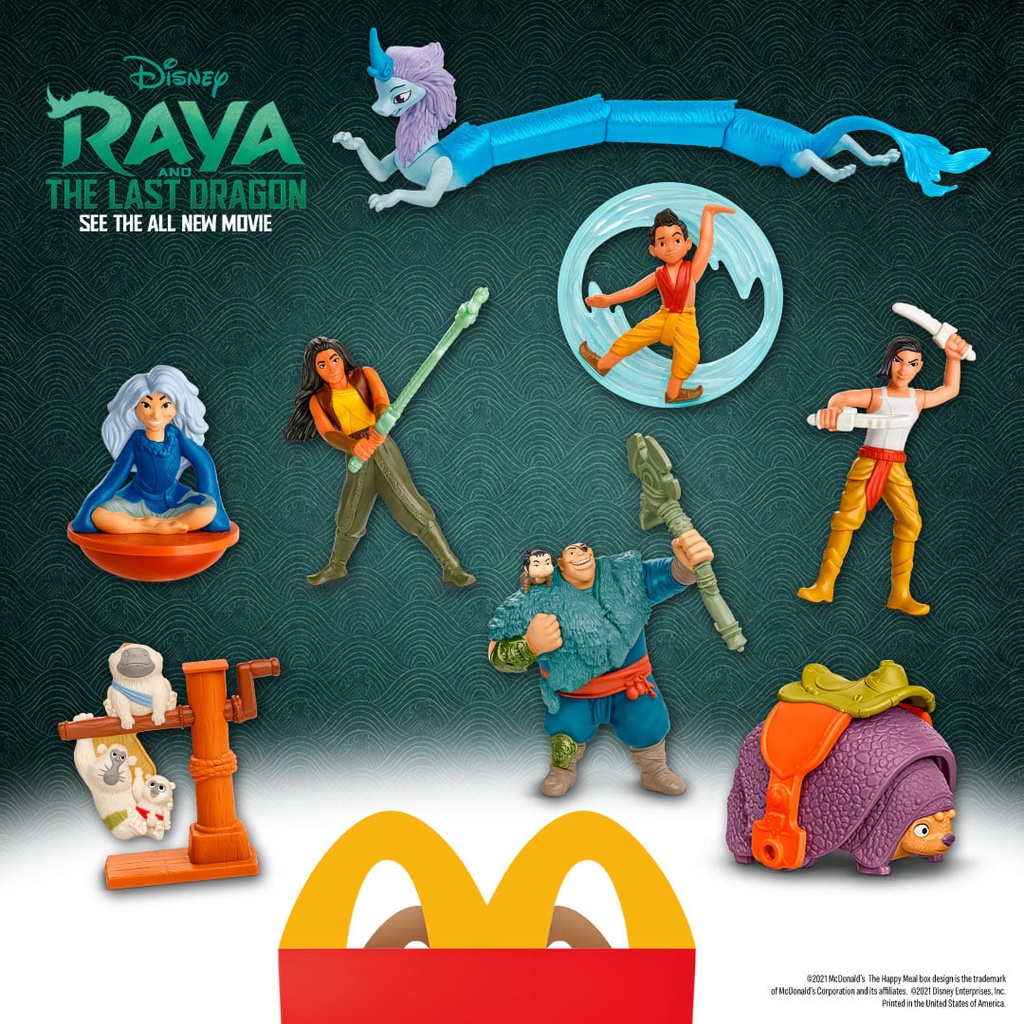 Disney
RAYA
AND
THE LAST DRAGON
SEE THE ALL NEW MOVIE
©2021 McDonald's The Happy Meal box design is the trademark
of McDonald's Corporation and its affiliates. ©2021 Disney Enterprises, Inc.
Printed in the United States of America.